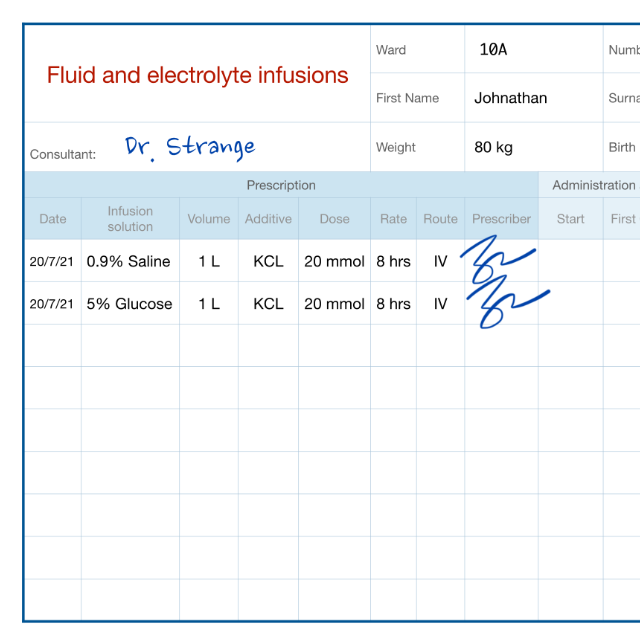 Fluid and electrolyte infusions
Ward 10A
First Name Johnathan Surna
Consultant: Dr. Strange
Weight 80 kg Birth
Prescription Administration
Date Infusion solution Volume Additive Dose Rate Route Prescriber Start First
20/7/21 0.9% Saline 1 L KCL 20 mmol 8 hrs IV
20/7/21 5% Glucose 1 L KCL 20 mmol 8 hrs IV